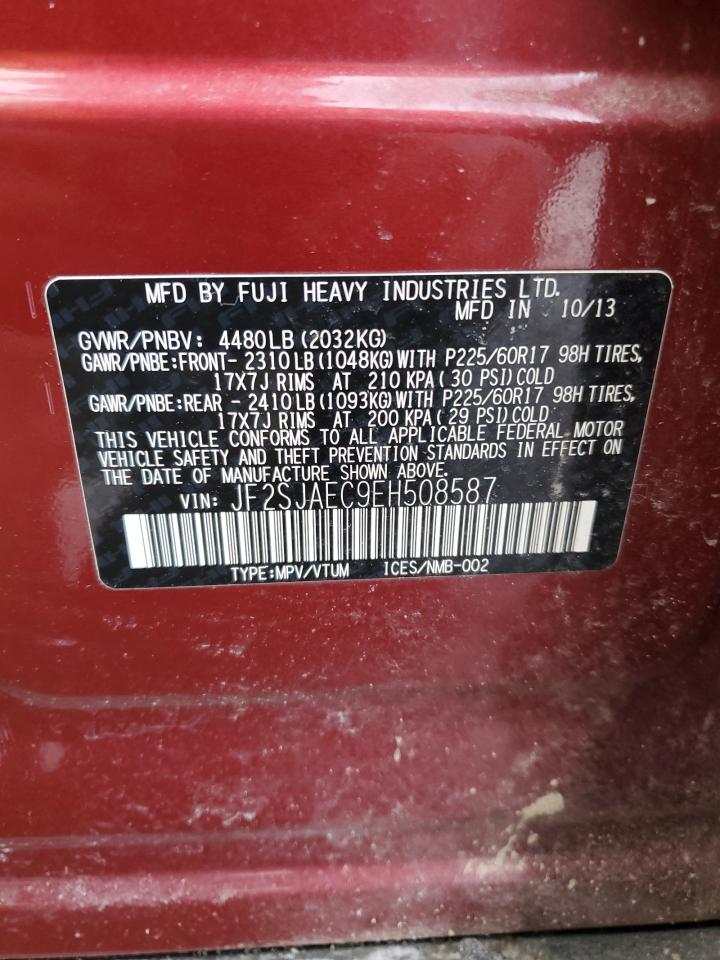 MFD BY FUJI HEAVY INDUSTRIES LTD.
MFD IN 10/13
GVWR/PNBV: 4480LB (2032KG)
GAWR/PNBE:FRONT- 2310LB (1048KG)WITH P225/60R17 98H TIRES,
17X7J RIMS AT 210 KPA( 30 PSI)COLD
GAWR/PNBE:REAR - 2410LB (1093KG)WITH P225/60R17 98H TIRES,
17X7J RIMS AT 200 KPA( 29 PSI)COLD
THIS VEHICLE CONFORMS TO ALL APPLICABLE FEDERAL MOTOR
VEHICLE SAFETY AND THEFT PREVENTION STANDARDS IN EFFECT ON
THE DATE OF MANUFACTURE SHOWN ABOVE.
VIN: JF2SJAEC9EH508587
TYPE:MPV/VTUM ICES/NMB-002